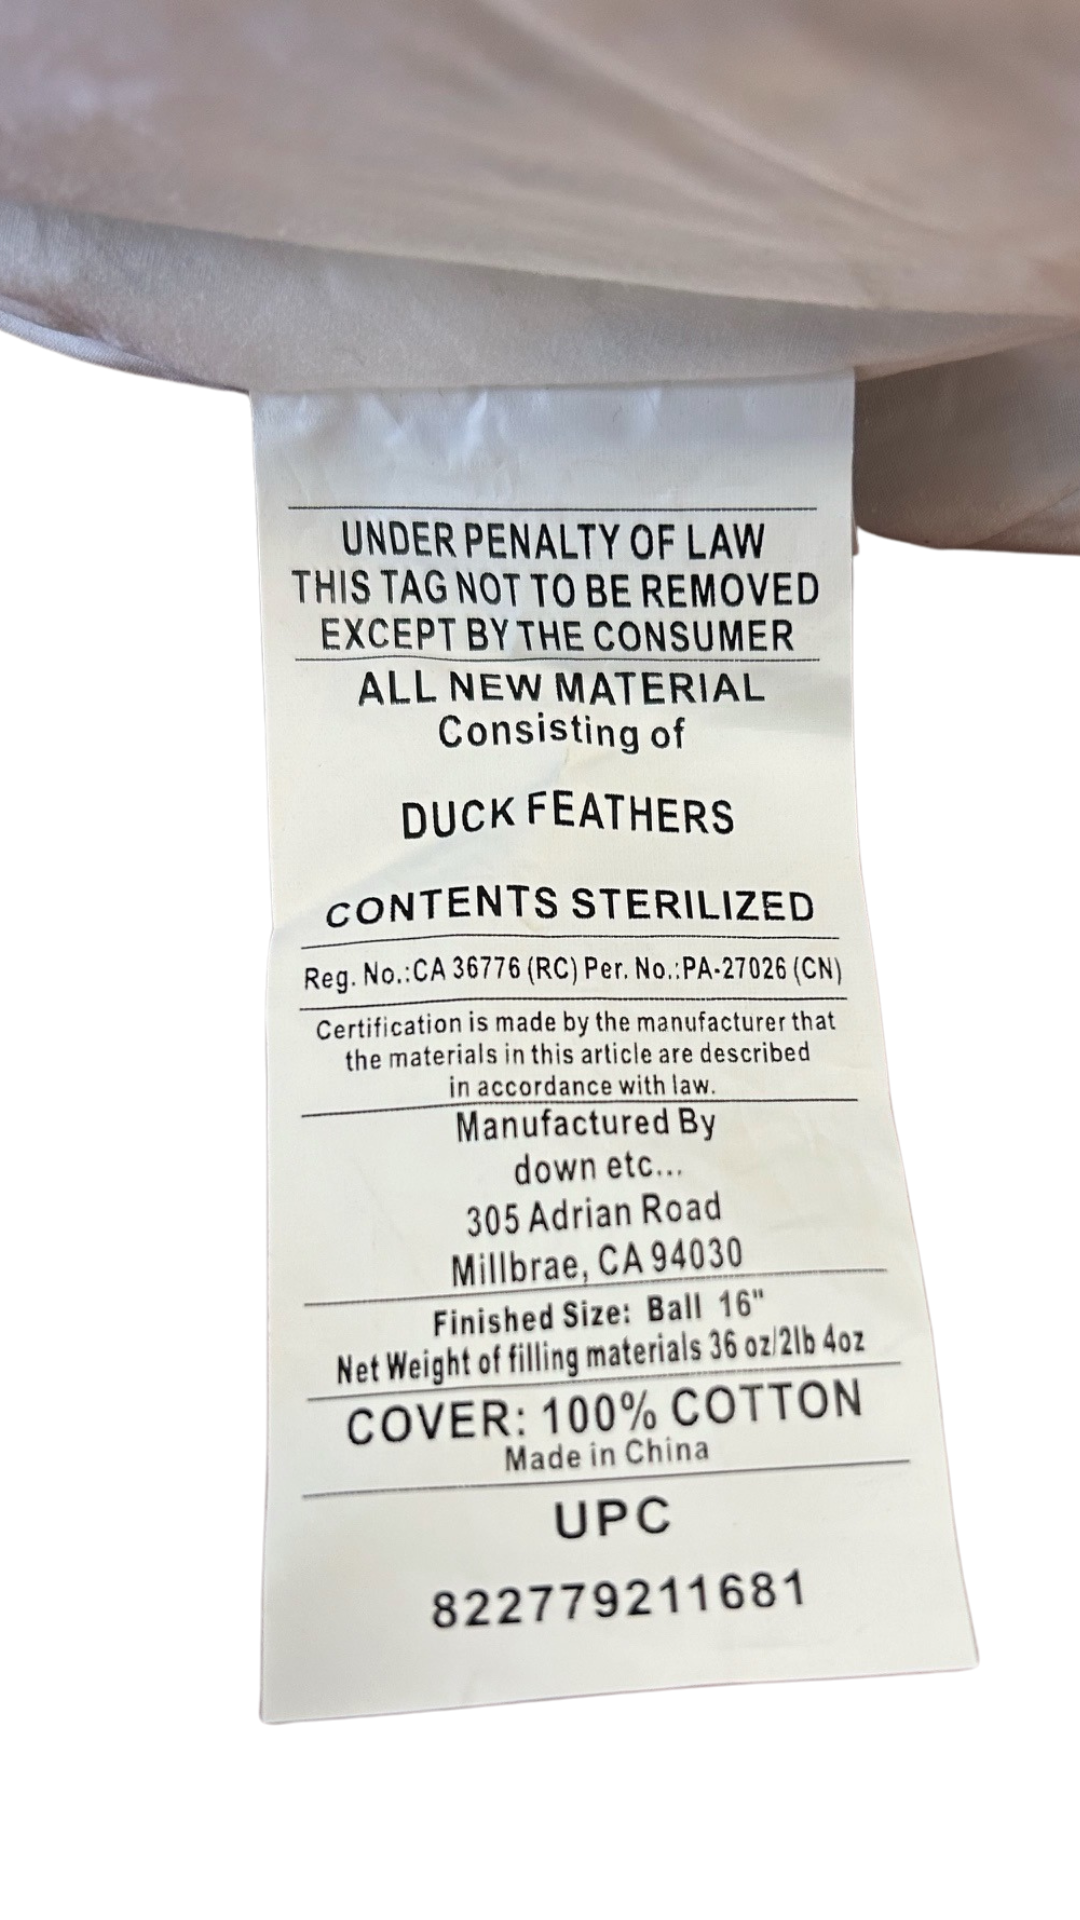 UNDER PENALTY OF LAW
THIS TAG NOT TO BE REMOVED
EXCEPT BY THE CONSUMER
ALL NEW MATERIAL
Consisting of
DUCK FEATHERS
CONTENTS STERILIZED
Reg. No.:CA 36776 (RC) Per. No.:PA-27026 (CN)
Certification is made by the manufacturer that
the materials in this article are described
in accordance with law.
Manufactured By
down etc...
305 Adrian Road
Millbrae, CA 94030
Finished Size: Ball 16"
Net Weight of filling materials 36 oz/2lb 4oz
COVER: 100% COTTON
Made in China
UPC
822779211681